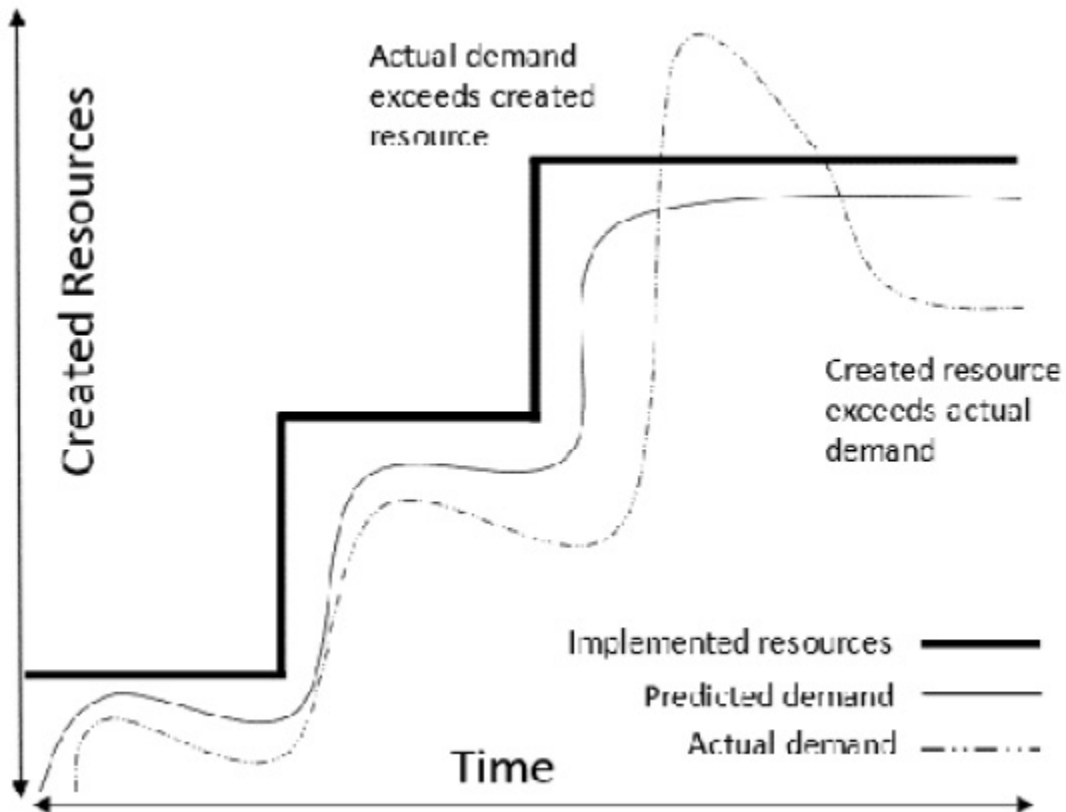 Created Resources
Actual demand
exceeds created
resource
Created resource
exceeds actual
demand
Implemented resources
Predicted demand
Actual demand
Time